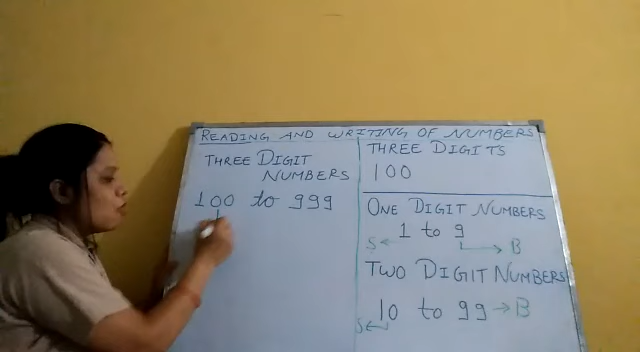 READING AND WRITING OF NUMBERS
THREE DIGIT
NUMBERS
100 to 999
THREE DIGITS
100
ONE DIGIT NUMBERS
1 to 9
S ← → B
TWO DIGIT NUMBERS
10 to 99 → B
S ←